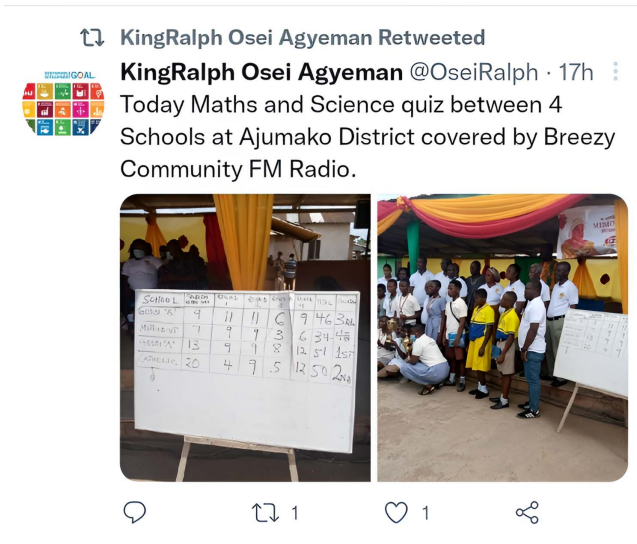 KingRalph Osei Agyeman Retweeted
GOAL
KingRalph Osei Agyeman @OseiRalph · 17h
Today Maths and Science quiz between 4
Schools at Ajumako District covered by Breezy
Community FM Radio.
SCHOOL
9 11 11 6 9 46 3RD
7 9 9 3 6 34
13 9 9 8 12 51 1ST
CATHOLIC 20 4 9 5 12 50 2ND
1
1